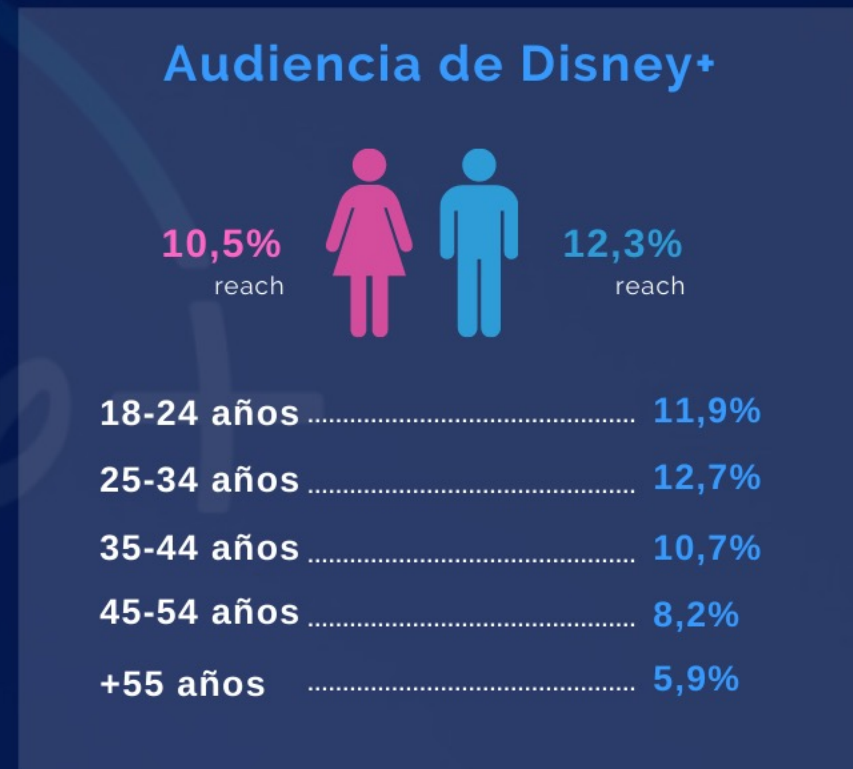 Audiencia de Disney+
10,5% 12,3%
reach reach
18-24 años ........................................................ 11,9%
25-34 años ........................................................ 12,7%
35-44 años ........................................................ 10,7%
45-54 años ........................................................ 8,2%
+55 años ........................................................ 5,9%